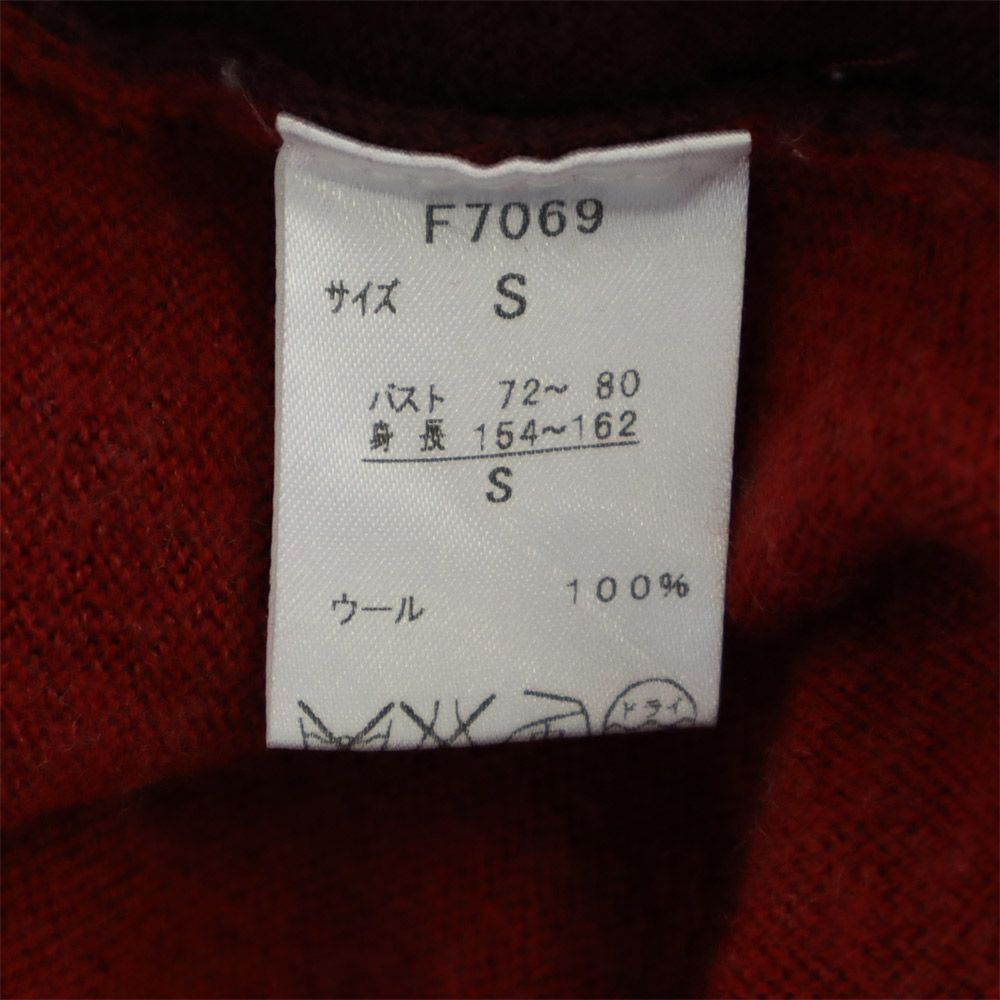 F7069
サイズ S
バスト 72～80
身長 154～162
S
ウール 100%
ドライ